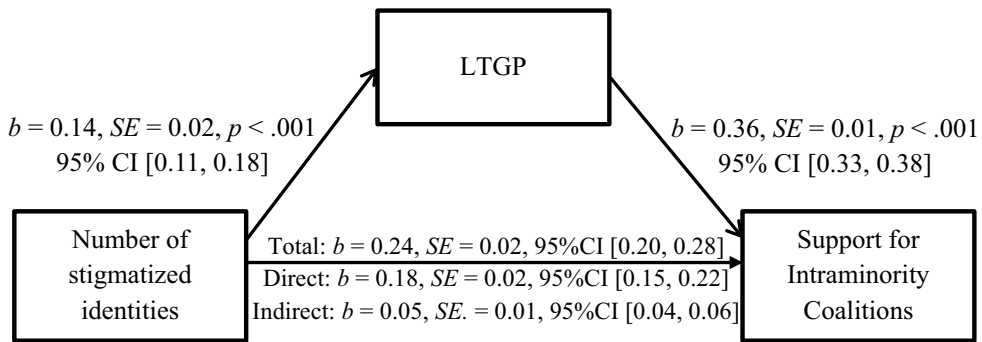 LTGP
b = 0.14, SE = 0.02, p < .001
95% CI [0.11, 0.18]
b = 0.36, SE = 0.01, p < .001
95% CI [0.33, 0.38]
Number of
stigmatized
identities
Total: b = 0.24, SE = 0.02, 95%CI [0.20, 0.28]
Direct: b = 0.18, SE = 0.02, 95%CI [0.15, 0.22]
Indirect: b = 0.05, SE. = 0.01, 95%CI [0.04, 0.06]
Support for
Intraminority
Coalitions